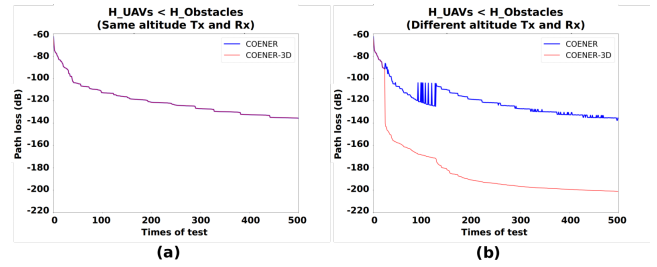 H_UAVs < H_Obstacles
(Same altitude Tx and Rx)
COENER
COENER-3D
Path loss (dB)
-60
-80
-100
-120
-140
-160
-180
-200
-220
0
100
200
300
400
500
Times of test
(a)
H_UAVs < H_Obstacles
(Different altitude Tx and Rx)
COENER
COENER-3D
Path loss (dB)
-60
-80
-100
-120
-140
-160
-180
-200
-220
0
100
200
300
400
500
Times of test
(b)